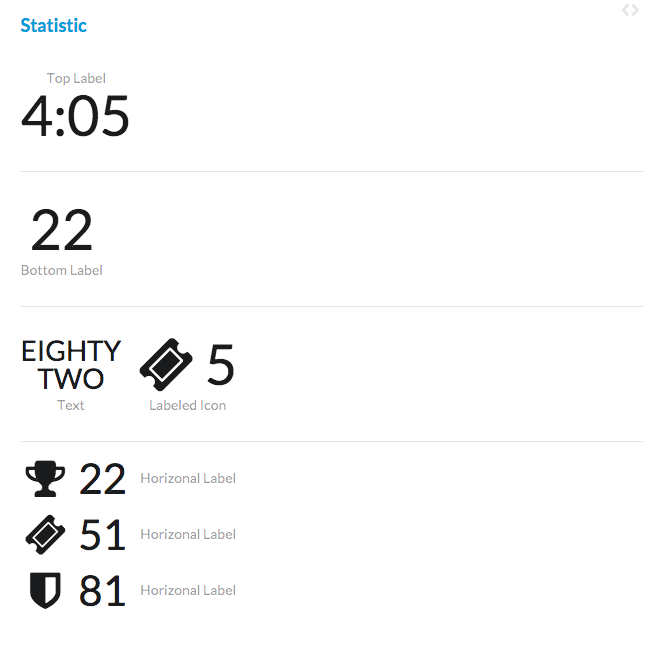 Statistic
Top Label
4:05
22
Bottom Label
EIGHTY
TWO
Text
5
Labeled Icon
22 Horizonal Label
51 Horizonal Label
81 Horizonal Label